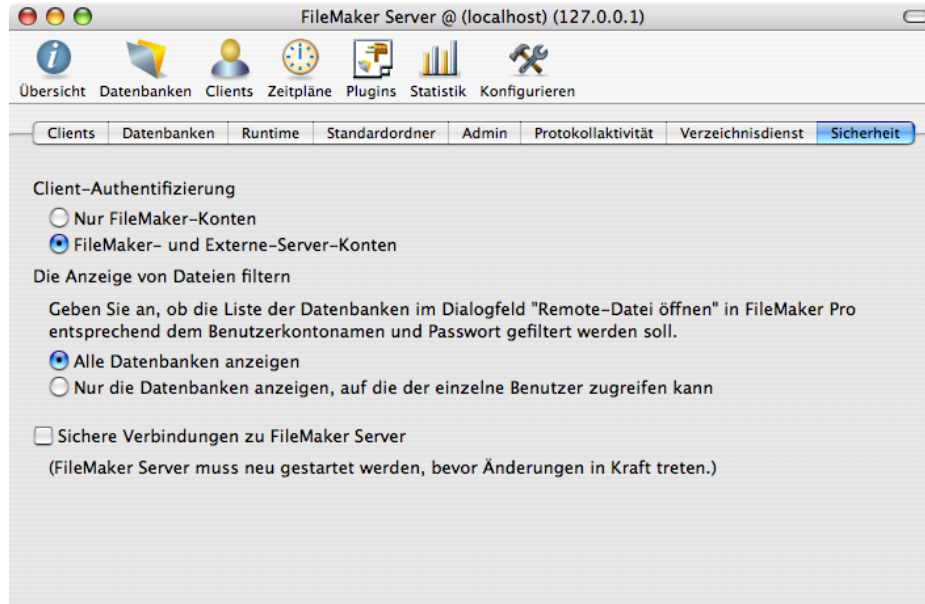 FileMaker Server @ (localhost) (127.0.0.1)
Übersicht Datenbanken Clients Zeitpläne Plugins Statistik Konfigurieren
Clients Datenbanken Runtime Standardordner Admin Protokollaktivität Verzeichnisdienst Sicherheit
Client-Authentifizierung
Nur FileMaker-Konten
FileMaker- und Externe-Server-Konten
Die Anzeige von Dateien filtern
Geben Sie an, ob die Liste der Datenbanken im Dialogfeld "Remote-Datei öffnen" in FileMaker Pro
entsprechend dem Benutzerkontonamen und Passwort gefiltert werden soll.
Alle Datenbanken anzeigen
Nur die Datenbanken anzeigen, auf die der einzelne Benutzer zugreifen kann
Sichere Verbindungen zu FileMaker Server
(FileMaker Server muss neu gestartet werden, bevor Änderungen in Kraft treten.)